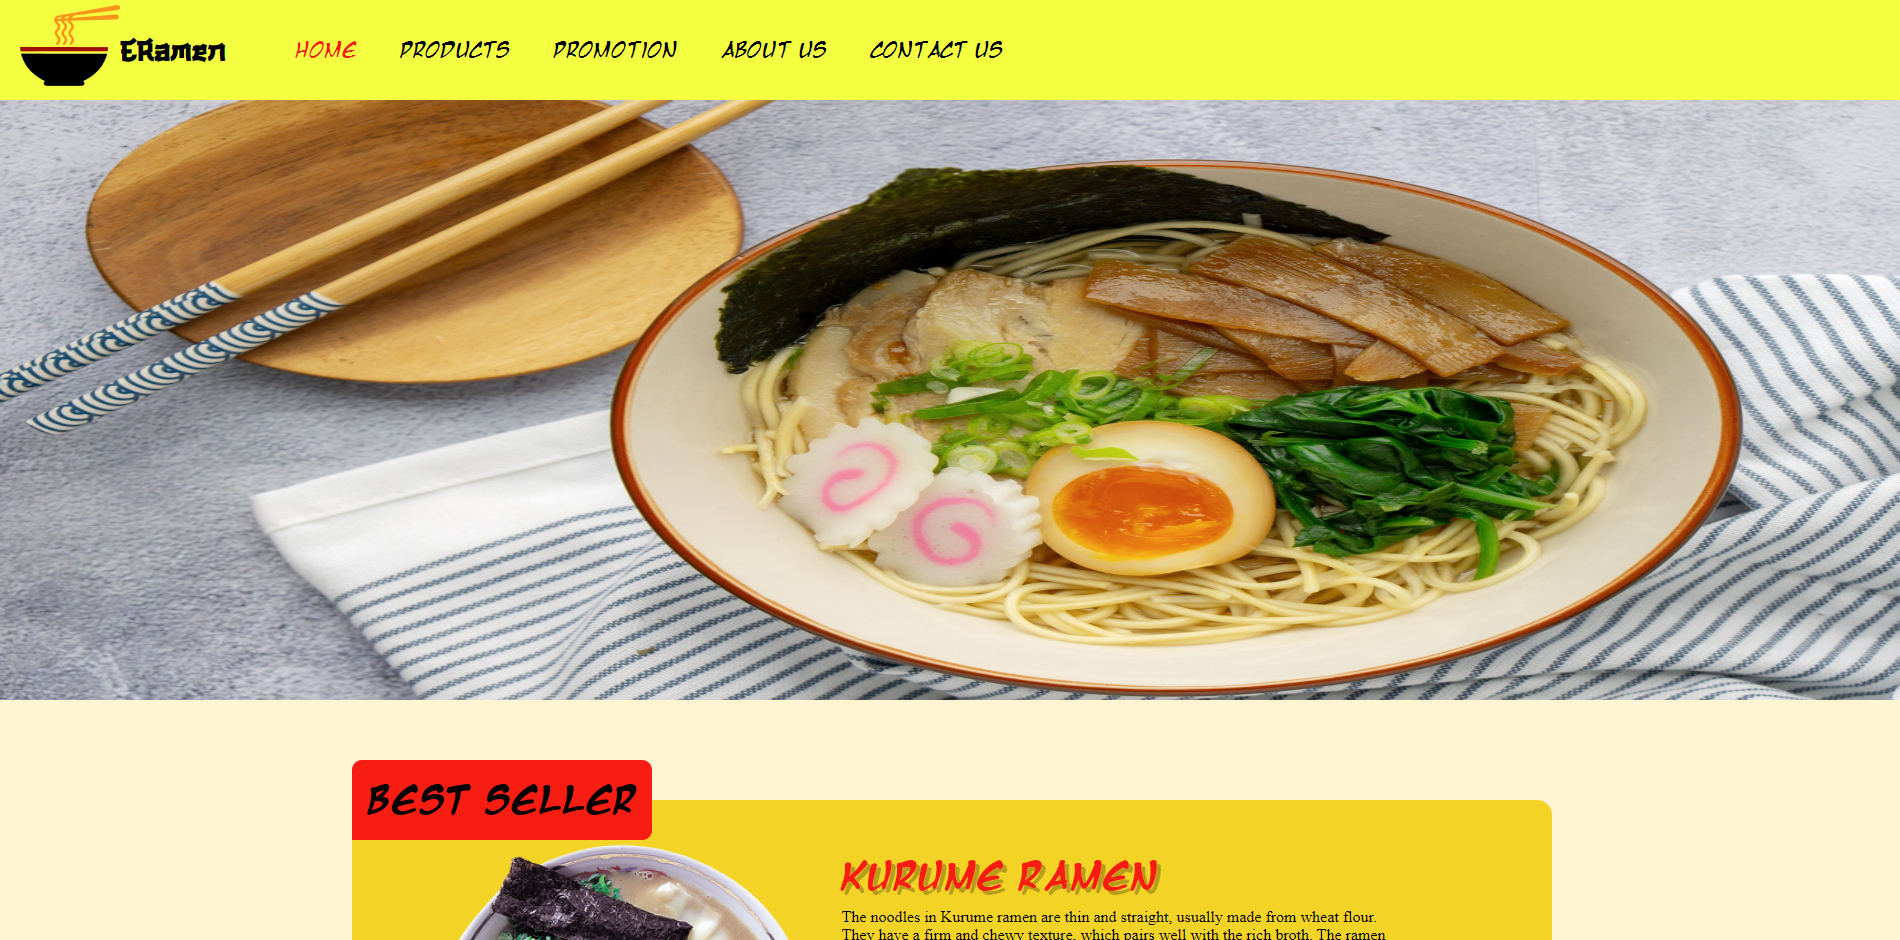 ERamen
HOME PRODUCTS PROMOTION ABOUT US CONTACT US
BEST SELLER
KURUME RAMEN
The noodles in Kurume ramen are thin and straight, usually made from wheat flour.
They have a firm and chewy texture, which pairs well with the rich broth. The ramen